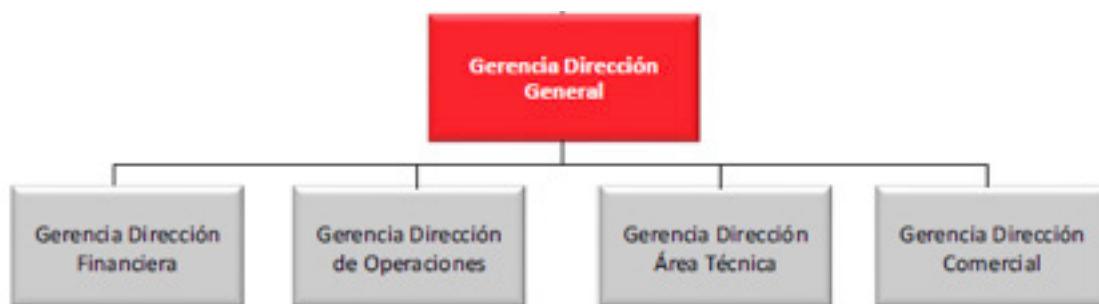 Gerencia Dirección
General
Gerencia Dirección
Financiera
Gerencia Dirección
de Operaciones
Gerencia Dirección
Área Técnica
Gerencia Dirección
Comercial